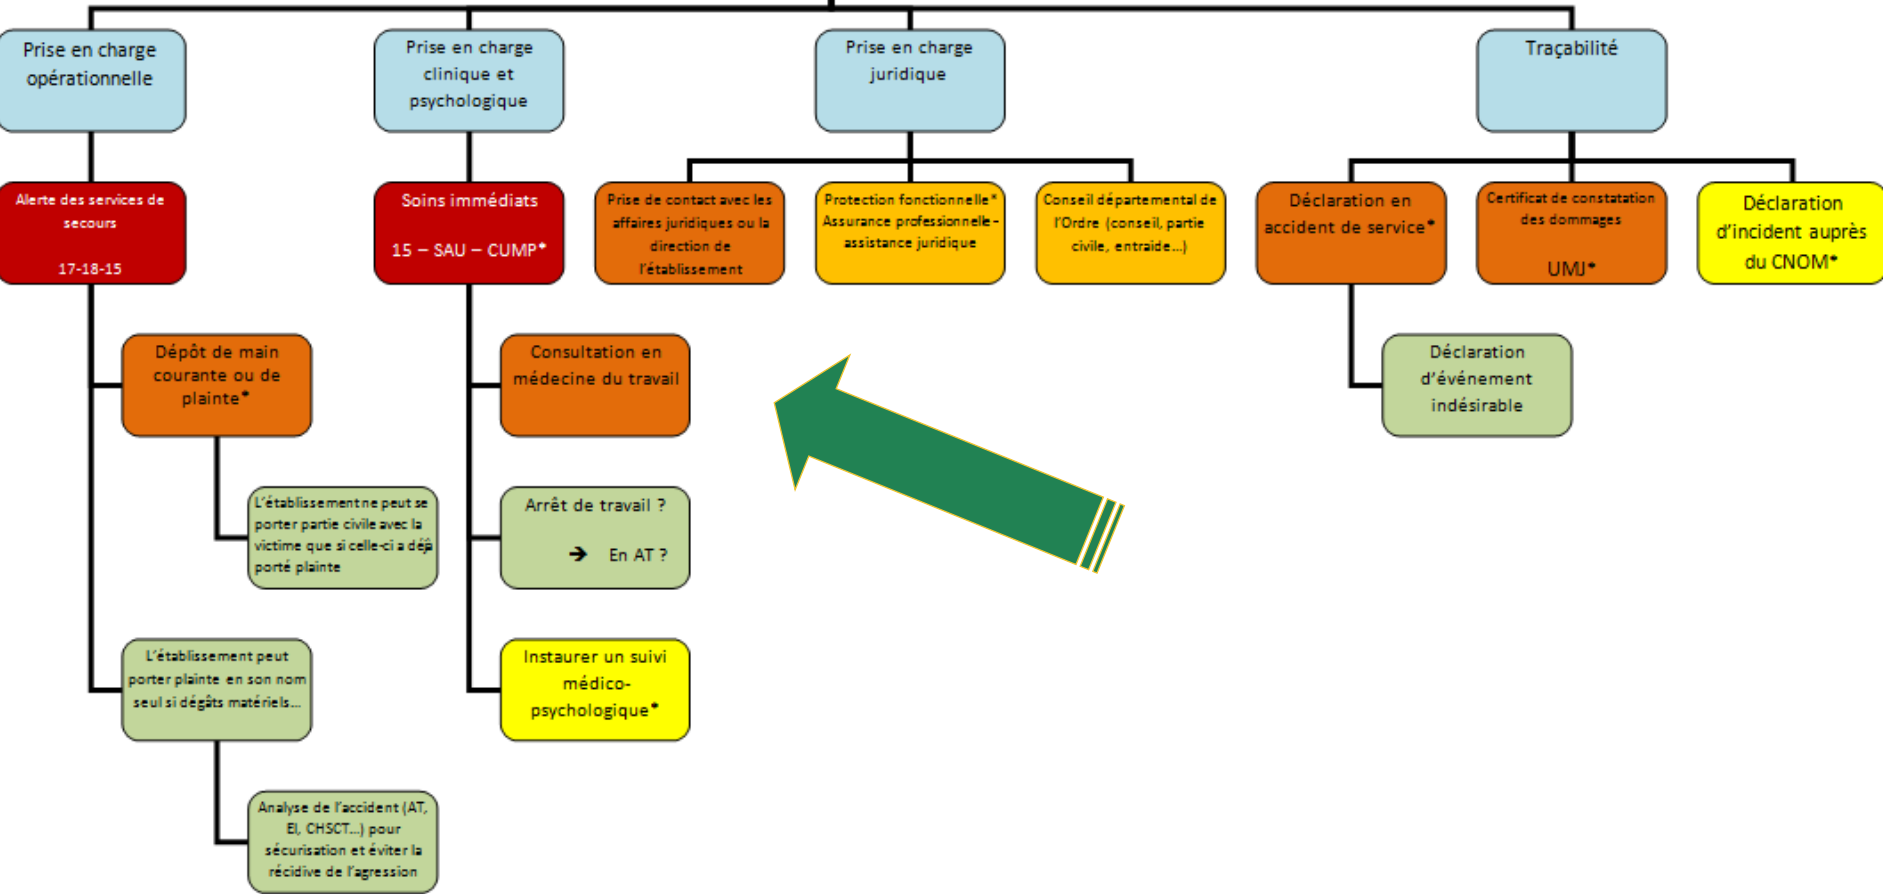 Prise en charge
opérationnelle
Prise en charge
clinique et
psychologique
Prise en charge
juridique
Traçabilité
Alerte des services de
secours
17-18-15
Soins immédiats
15 – SAU – CUMP*
Prise de contact avec les
affaires juridiques ou la
direction de
l'établissement
Protection fonctionnelle*
Assurance professionnelle-
assistance juridique
Conseil départemental de
l'Ordre (conseil, partie
civile, entraide...)
Déclaration en
accident de service*
Certificat de constatation
des dommages
UMJ*
Déclaration
d'incident auprès
du CNOM*
Dépôt de main
courante ou de
plainte*
Consultation en
médecine du travail
Déclaration
d'événement
indésirable
L'établissement ne peut se
porter partie civile avec la
victime que si celle-ci a déjà
porté plainte
Arrêt de travail ?
➔ En AT ?
L'établissement peut
porter plainte en son nom
seul si dégâts matériels...
Instaurer un suivi
médico-
psychologique*
Analyse de l'accident (AT,
EI, CHSCT...) pour
sécurisation et éviter la
récidive de l'agression